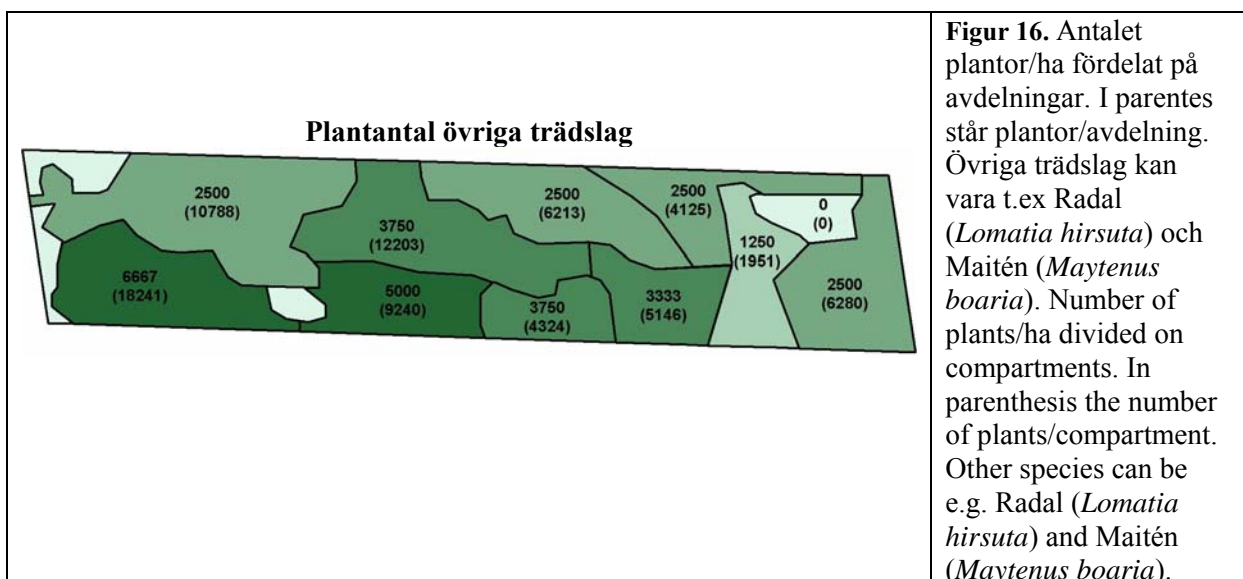 Plantantal övriga trädslag
2500
(10788)
2500
(6213)
2500
(4125)
0
(0)
3750
(12203)
1250
(1951)
2500
(6280)
6667
(18241)
5000
(9240)
3750
(4324)
3333
(5146)
Figur 16. Antalet
plantor/ha fördelat på
avdelningar. I parentes
står plantor/avdelning.
Övriga trädslag kan
vara t.ex Radal
(Lomatia hirsuta) och
Maitén (Maytenus
boaria). Number of
plants/ha divided on
compartments. In
parenthesis the number
of plants/compartment.
Other species can be
e.g. Radal (Lomatia
hirsuta) and Maitén
(Maytenus boaria).